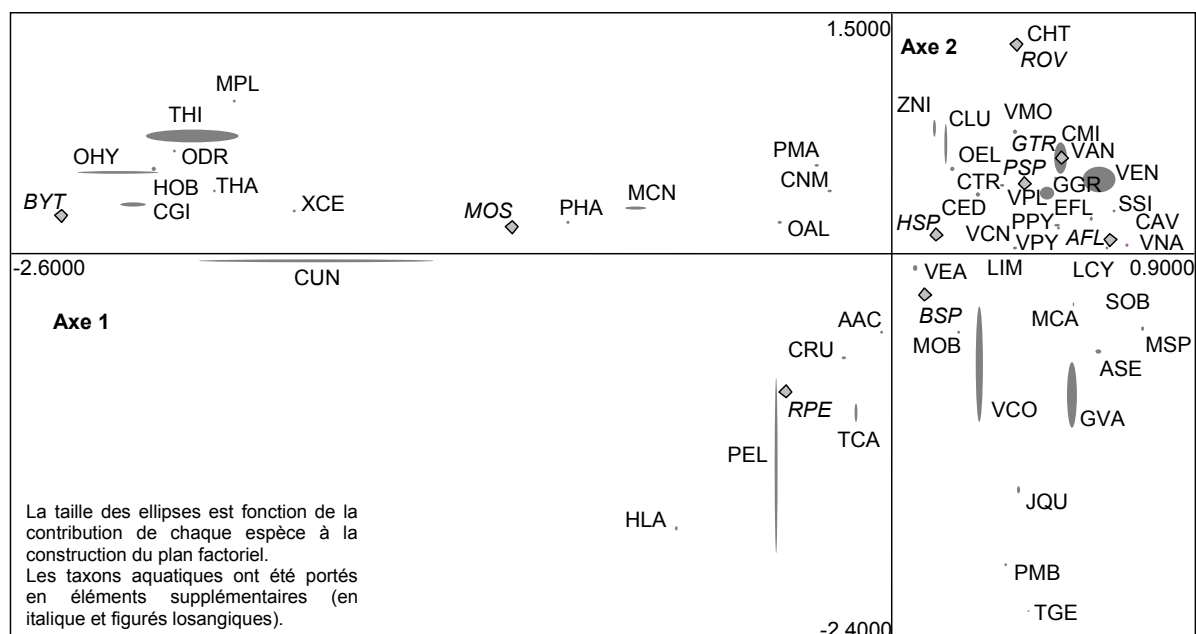 1.5000
Axe 2
CHT
ROV
MPL
ZNI
THI
CLU
VMO
GTR
CMI
OHY
ODR
PMA
OEL
PSP
VAN
VEN
HOB
THA
MCN
CNM
CTR
GGR
BYT
CGI
XCE
MOS
PHA
OAL
VPL
CED
EFL
SSI
HSP
PPY
CAV
VCN
VPY
AFL
VNA
-2.6000
CUN
VEA
LIM
LCY
0.9000
Axe 1
BSP
SOB
AAC
MCA
MOB
MSP
CRU
ASE
RPE
VCO
GVA
TCA
PEL
JQU
HLA
La taille des ellipses est fonction de la
contribution de chaque espèce à la
construction du plan factoriel.
Les taxons aquatiques ont été portés
en éléments supplémentaires (en
italique et figurés losangiques).
PMB
TGE
-2.4000